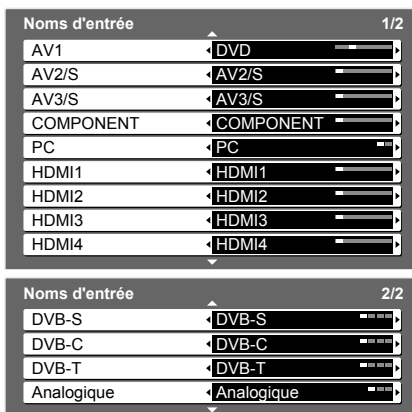 Noms d'entrée 1/2
AV1 DVD
AV2/S AV2/S
AV3/S AV3/S
COMPONENT COMPONENT
PC PC
HDMI1 HDMI1
HDMI2 HDMI2
HDMI3 HDMI3
HDMI4 HDMI4
Noms d'entrée 2/2
DVB-S DVB-S
DVB-C DVB-C
DVB-T DVB-T
Analogique Analogique